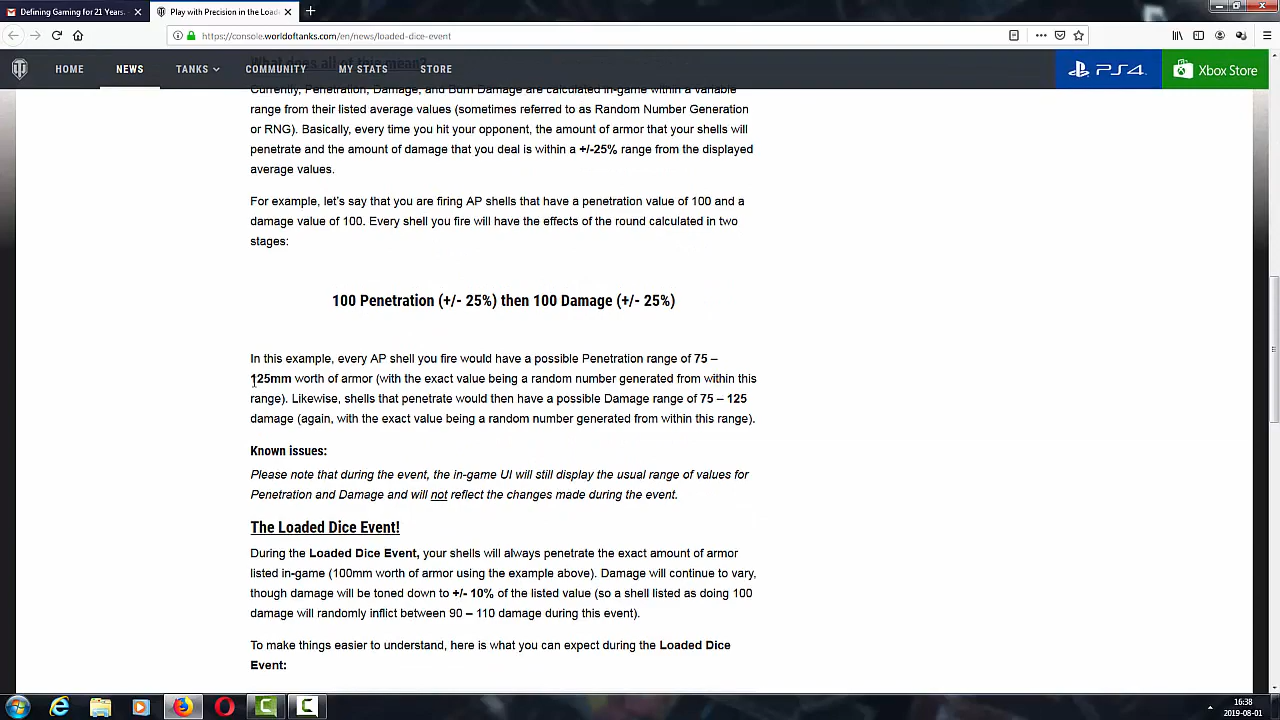 Defining Gaming for 21 Years.
Play with Precision in the Load
https://console.worldoftanks.com/en/news/loaded-dice-event
HOME NEWS TANKS COMMUNITY MY STATS STORE PS4 Xbox Store
What does all of this mean?
Currently, Penetration, Damage, and Burn Damage are calculated in-game within a variable
range from their listed average values (sometimes referred to as Random Number Generation
or RNG). Basically, every time you hit your opponent, the amount of armor that your shells will
penetrate and the amount of damage that you deal is within a +/-25% range from the displayed
average values.
For example, let's say that you are firing AP shells that have a penetration value of 100 and a
damage value of 100. Every shell you fire will have the effects of the round calculated in two
stages:
100 Penetration (+/- 25%) then 100 Damage (+/- 25%)
In this example, every AP shell you fire would have a possible Penetration range of 75 –
125mm worth of armor (with the exact value being a random number generated from within this
range). Likewise, shells that penetrate would then have a possible Damage range of 75 – 125
damage (again, with the exact value being a random number generated from within this range).
Known issues:
Please note that during the event, the in-game UI will still display the usual range of values for
Penetration and Damage and will not reflect the changes made during the event.
The Loaded Dice Event!
During the Loaded Dice Event, your shells will always penetrate the exact amount of armor
listed in-game (100mm worth of armor using the example above). Damage will continue to vary,
though damage will be toned down to +/- 10% of the listed value (so a shell listed as doing 100
damage will randomly inflict between 90 – 110 damage during this event).
To make things easier to understand, here is what you can expect during the Loaded Dice
Event:
16:38
2019-08-01